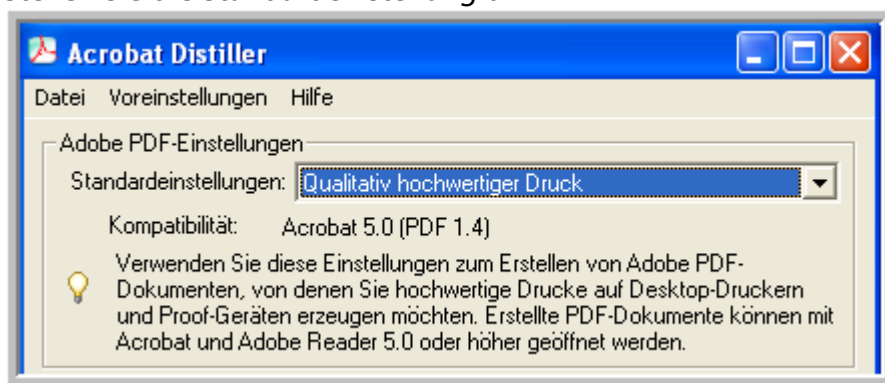 Acrobat Distiller
Datei Voreinstellungen Hilfe
Adobe PDF-Einstellungen
Standardeinstellungen: Qualitativ hochwertiger Druck
Kompatibilität: Acrobat 5.0 (PDF 1.4)
Verwenden Sie diese Einstellungen zum Erstellen von Adobe PDF-
Dokumenten, von denen Sie hochwertige Drucke auf Desktop-Druckern
und Proof-Geräten erzeugen möchten. Erstellte PDF-Dokumente können mit
Acrobat und Adobe Reader 5.0 oder höher geöffnet werden.